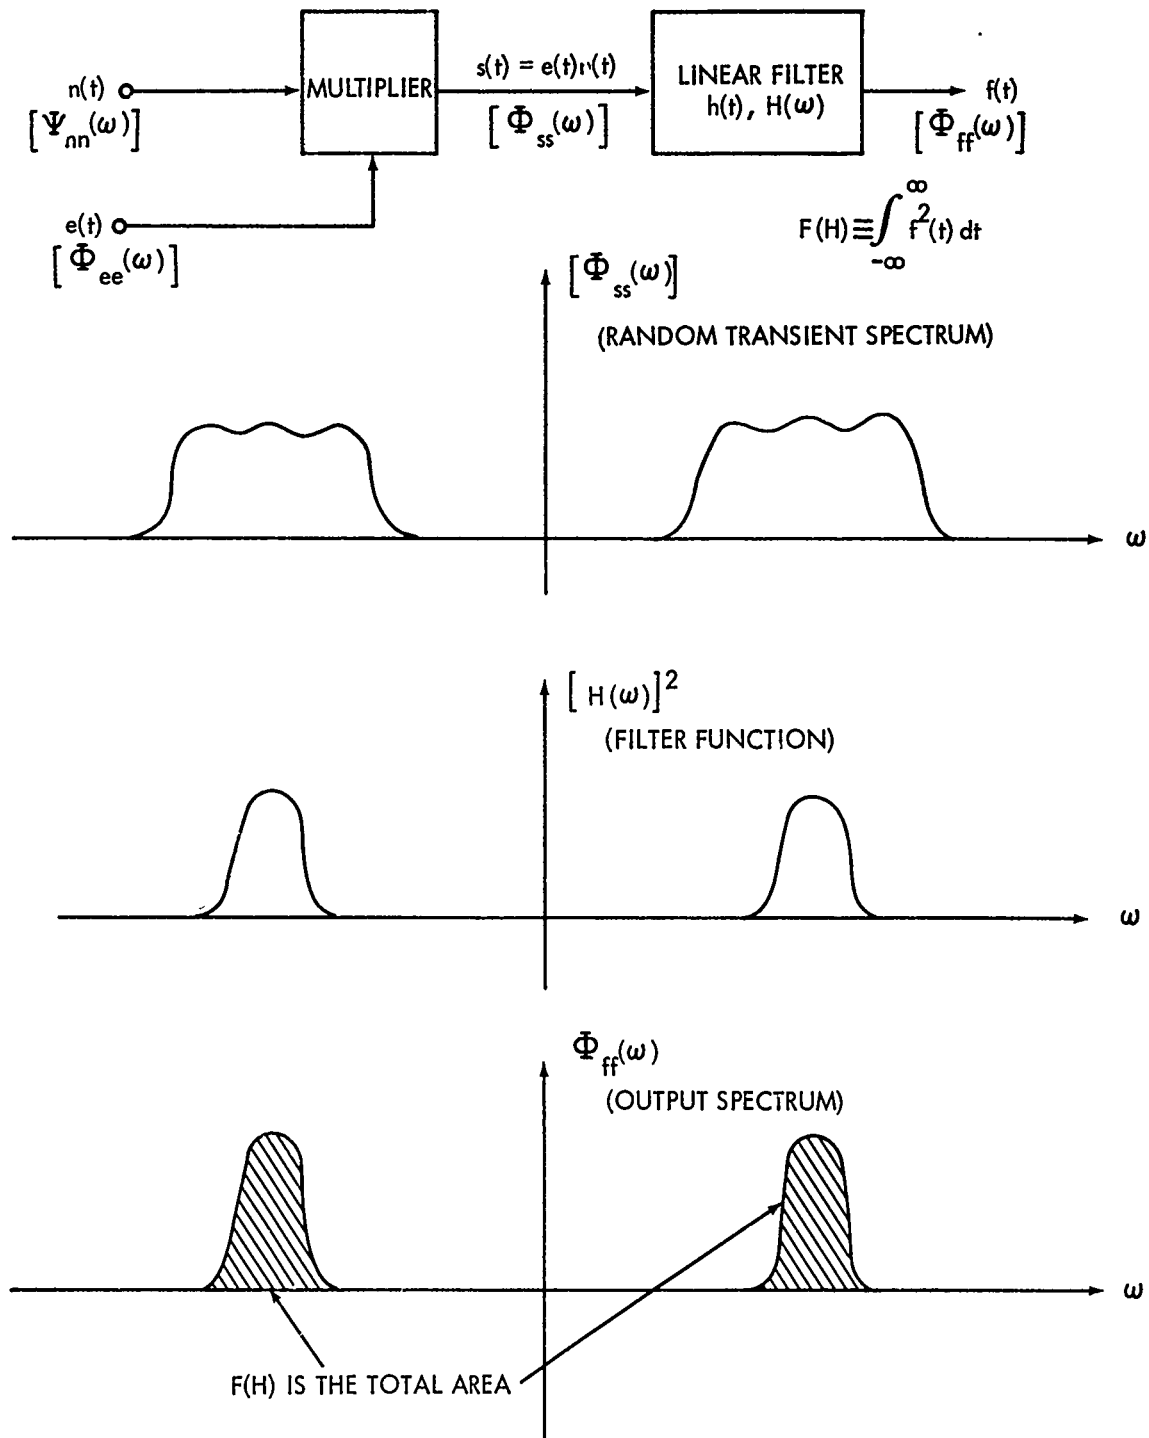 n(t)
[Ψnn(ω)]
MULTIPLIER
s(t) = e(t)n(t)
[Φss(ω)]
LINEAR FILTER
h(t), H(ω)
f(t)
[Φff(ω)]
e(t)
[Φee(ω)]
F(H) ≡ ∫_{-∞}^{∞} f²(t) dt
[Φss(ω)]
(RANDOM TRANSIENT SPECTRUM)
ω
[H(ω)]²
(FILTER FUNCTION)
ω
Φff(ω)
(OUTPUT SPECTRUM)
ω
F(H) IS THE TOTAL AREA